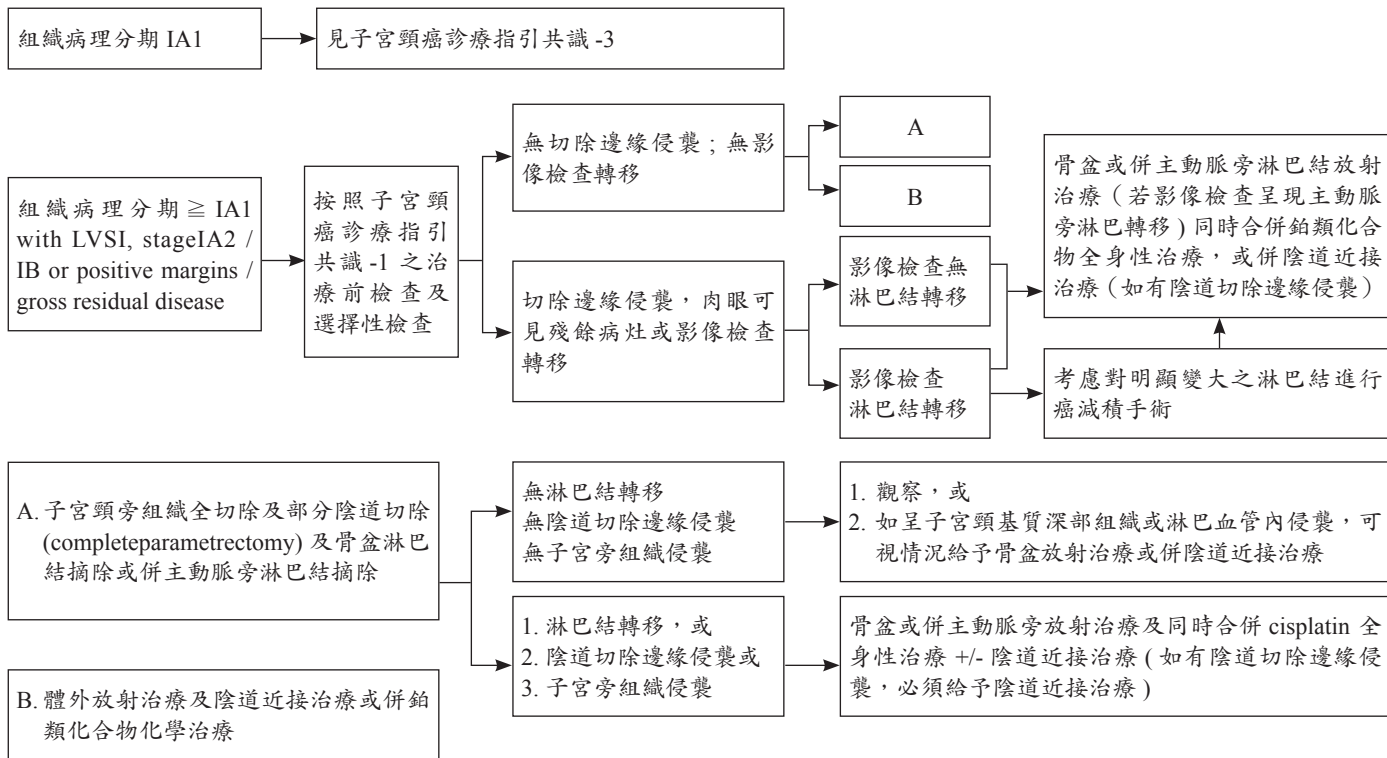 組織病理分期 IA1
見子宮頸癌診療指引共識 -3
組織病理分期 ≧ IA1
with LVSI, stageIA2 /
IB or positive margins /
gross residual disease
按照子宮頸
癌診療指引
共識 -1 之治
療前檢查及
選擇性檢查
無切除邊緣侵襲；無影
像檢查轉移
A
B
切除邊緣侵襲，肉眼可
見殘餘病灶或影像檢查
轉移
影像檢查無
淋巴結轉移
影像檢查
淋巴結轉移
骨盆或併主動脈旁淋巴結放射
治療（若影像檢查呈現主動脈
旁淋巴轉移）同時合併鉑類化合
物全身性治療，或併陰道近接
治療（如有陰道切除邊緣侵襲）
考慮對明顯變大之淋巴結進行
癌減積手術
A. 子宮頸旁組織全切除及部分陰道切除
(completeparametrectomy) 及骨盆淋巴
結摘除或併主動脈旁淋巴結摘除
無淋巴結轉移
無陰道切除邊緣侵襲
無子宮旁組織侵襲
1. 觀察，或
2. 如呈子宮頸基質深部組織或淋巴血管內侵襲，可
視情況給予骨盆放射治療或併陰道近接治療
1. 淋巴結轉移，或
2. 陰道切除邊緣侵襲或
3. 子宮旁組織侵襲
骨盆或併主動脈旁放射治療及同時合併 cisplatin 全
身性治療 +/- 陰道近接治療 ( 如有陰道切除邊緣侵
襲，必須給予陰道近接治療 )
B. 體外放射治療及陰道近接治療或併鉑
類化合物化學治療